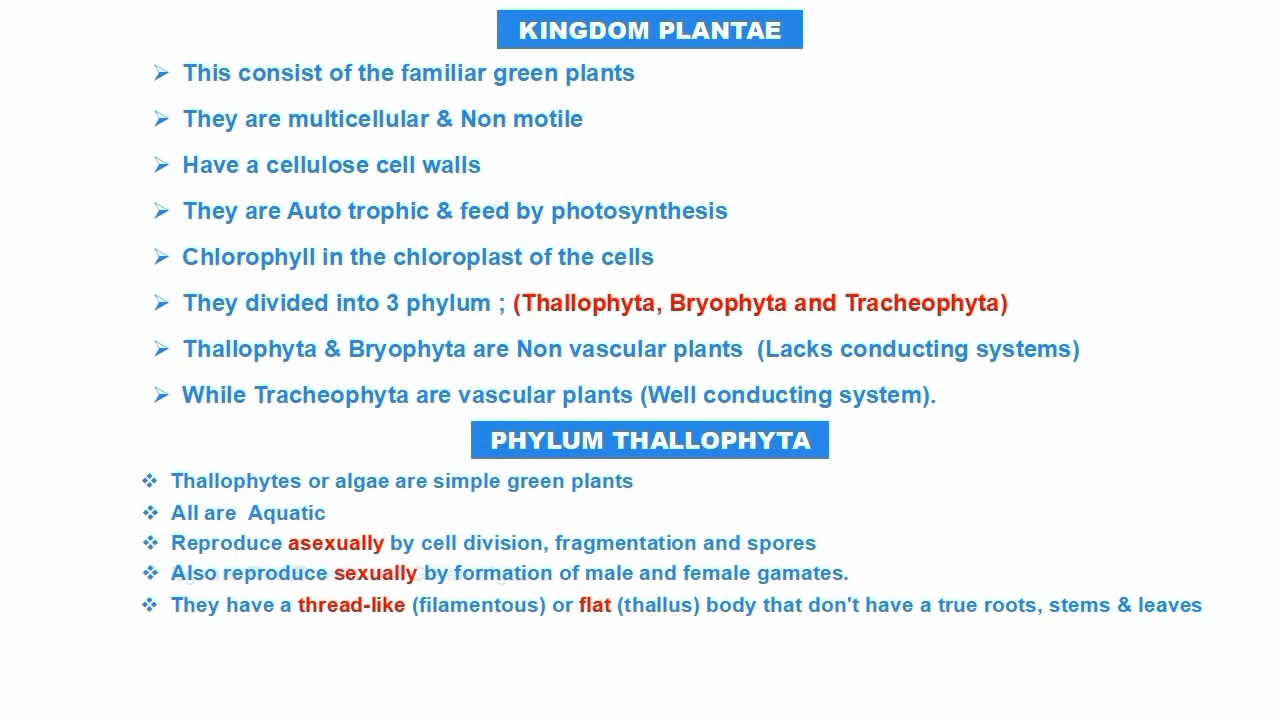 KINGDOM PLANTAE
This consist of the familiar green plants
They are multicellular & Non motile
Have a cellulose cell walls
They are Auto trophic & feed by photosynthesis
Chlorophyll in the chloroplast of the cells
They divided into 3 phylum ; (Thallophyta, Bryophyta and Tracheophyta)
Thallophyta & Bryophyta are Non vascular plants (Lacks conducting systems)
While Tracheophyta are vascular plants (Well conducting system).
PHYLUM THALLOPHYTA
Thallophytes or algae are simple green plants
All are Aquatic
Reproduce asexually by cell division, fragmentation and spores
Also reproduce sexually by formation of male and female gamates.
They have a thread-like (filamentous) or flat (thallus) body that don't have a true roots, stems & leaves